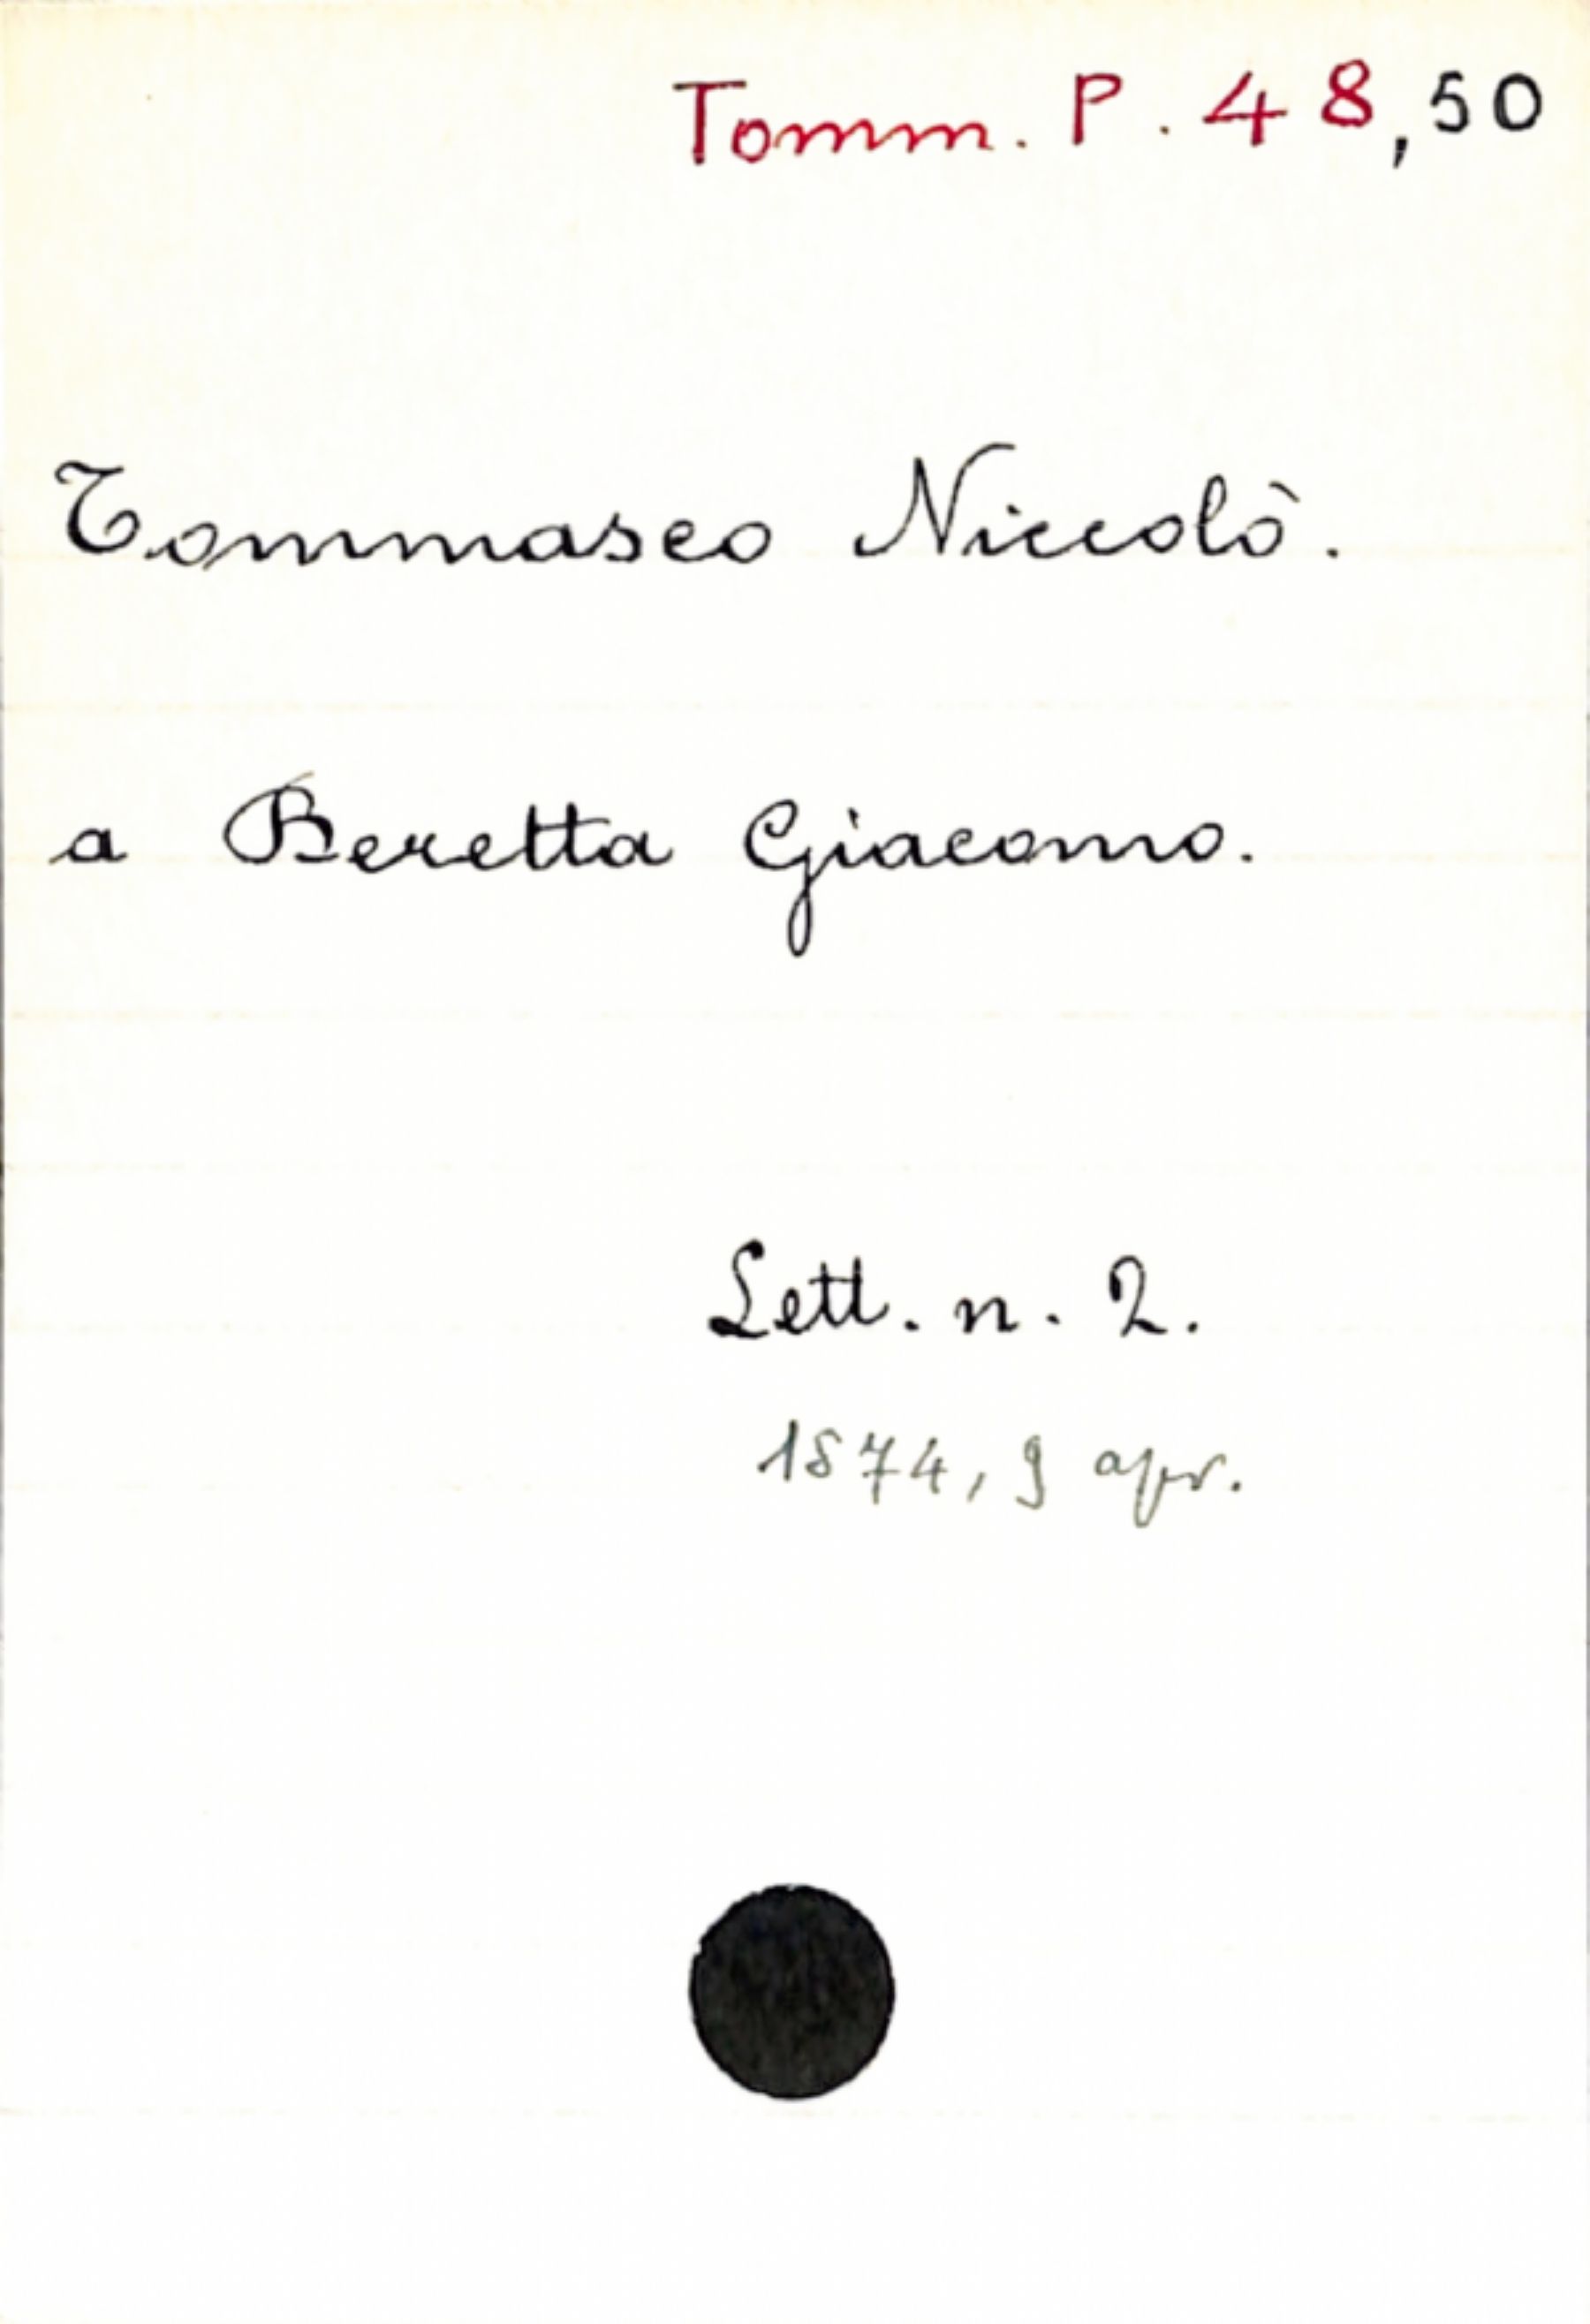 Tomm. P. 48,50
Tommaseo Niccolò.
a Beretta Giacomo.
Lett. n. 2.
1874, 9 apr.